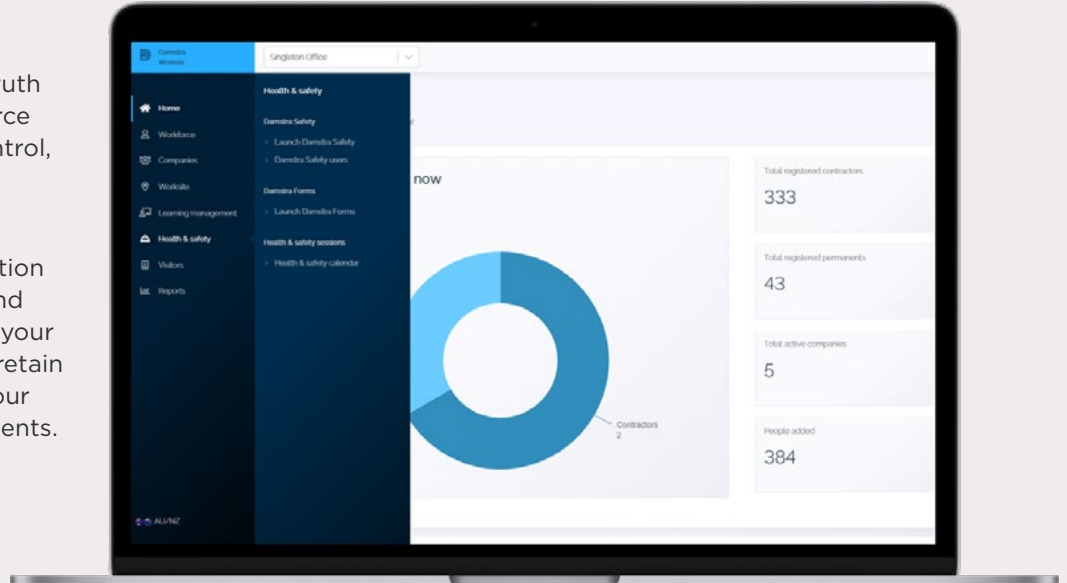 ruth
rce
ntrol,
tion
nd
your
retain
our
ents.
Damstra
Worksite
Singleton Office
Home
Workforce
Companies
Worksite
Learning management
Health & safety
Visitors
Reports
AU/NZ
Health & safety
Damstra Safety
Launch Damstra Safety
Damstra Safety users
Damstra Forms
Launch Damstra Forms
Health & safety sessions
Health & safety calendar
now
Contractors
2
Total registered contractors
333
Total registered permanents
43
Total active companies
5
People added
384